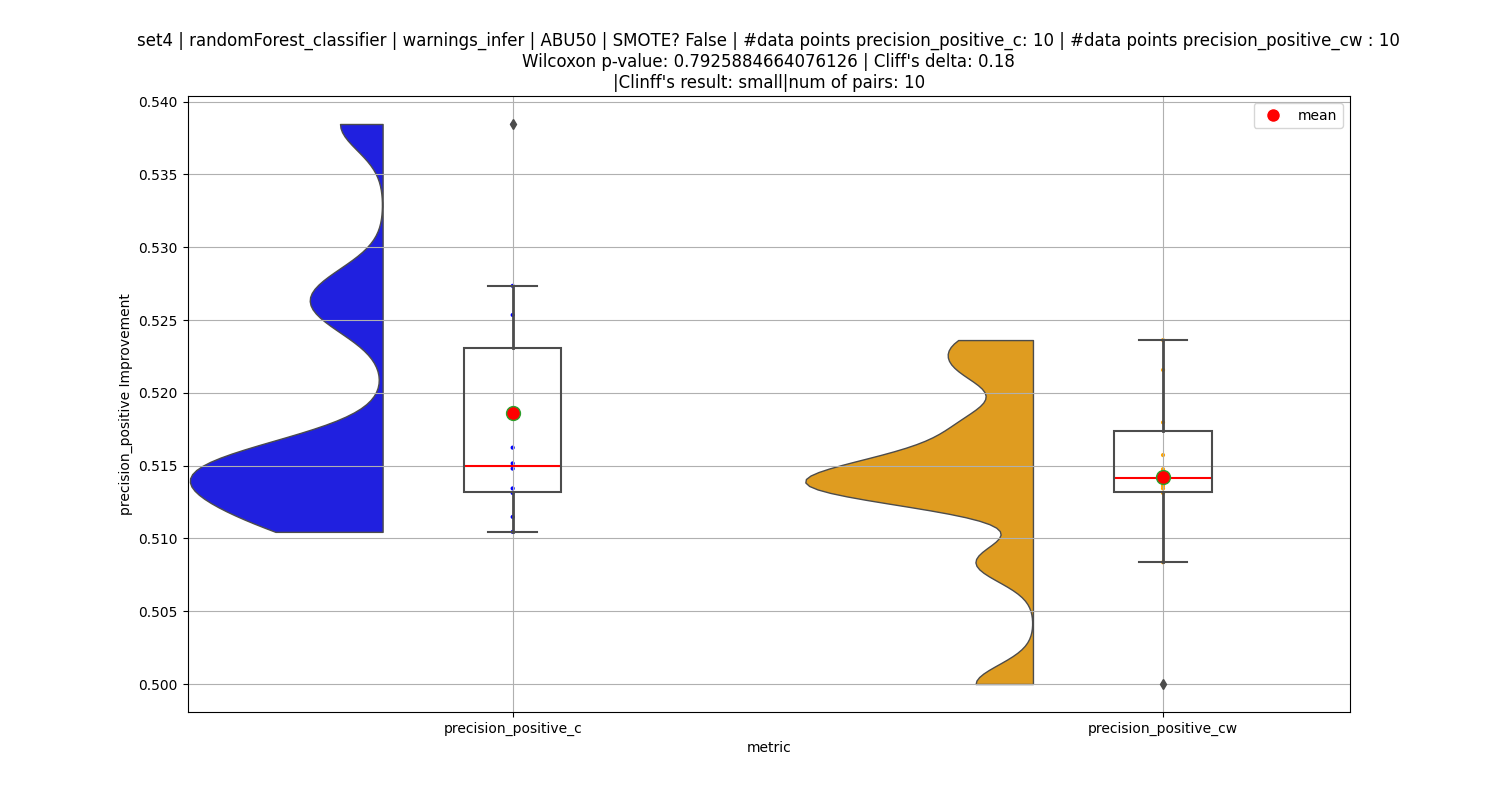 set4 | randomForest_classifier | warnings_infer | ABU50 | SMOTE? False | #data points precision_positive_c: 10 | #data points precision_positive_cw : 10
Wilcoxon p-value: 0.7925884664076126 | Cliff's delta: 0.18
|Clinff's result: small|num of pairs: 10
mean
0.540
0.535
0.530
0.525
0.520
0.515
0.510
0.505
0.500
precision_positive Improvement
precision_positive_c
precision_positive_cw
metric